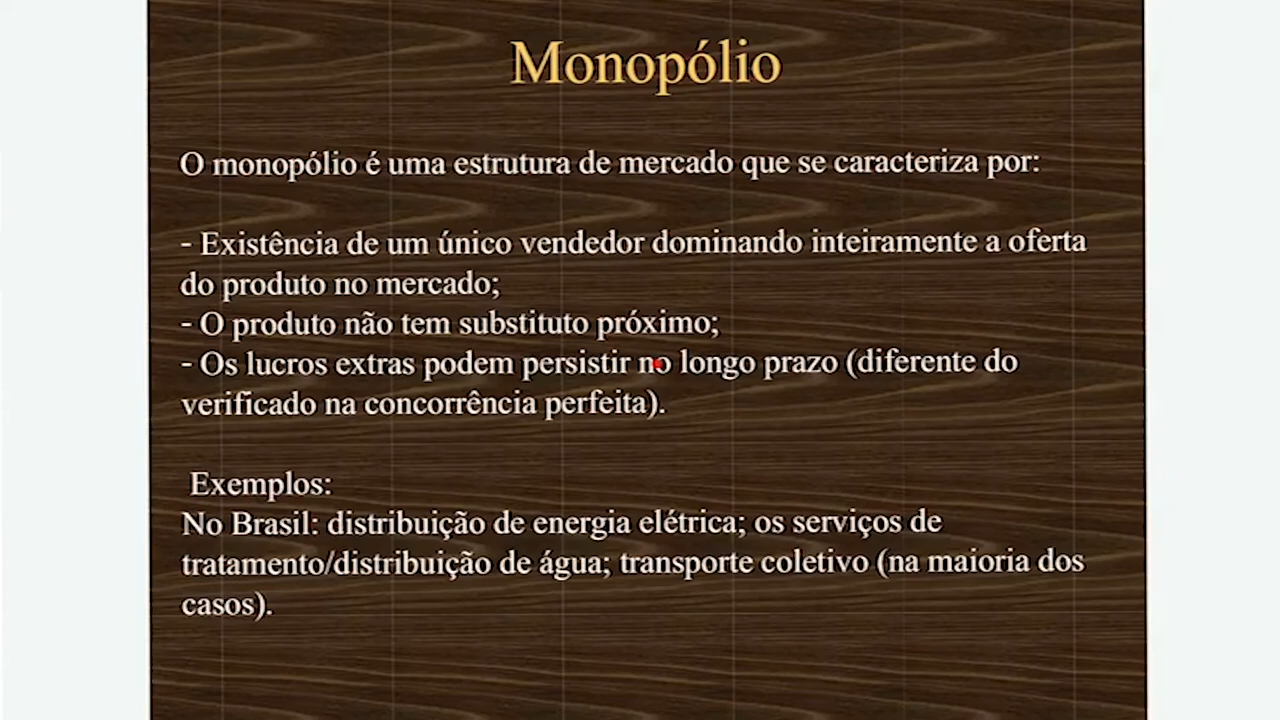 Monopólio
O monopólio é uma estrutura de mercado que se caracteriza por:
- Existência de um único vendedor dominando inteiramente a oferta
do produto no mercado;
- O produto não tem substituto próximo;
- Os lucros extras podem persistir no longo prazo (diferente do
verificado na concorrência perfeita).
Exemplos:
No Brasil: distribuição de energia elétrica; os serviços de
tratamento/distribuição de água; transporte coletivo (na maioria dos
casos).